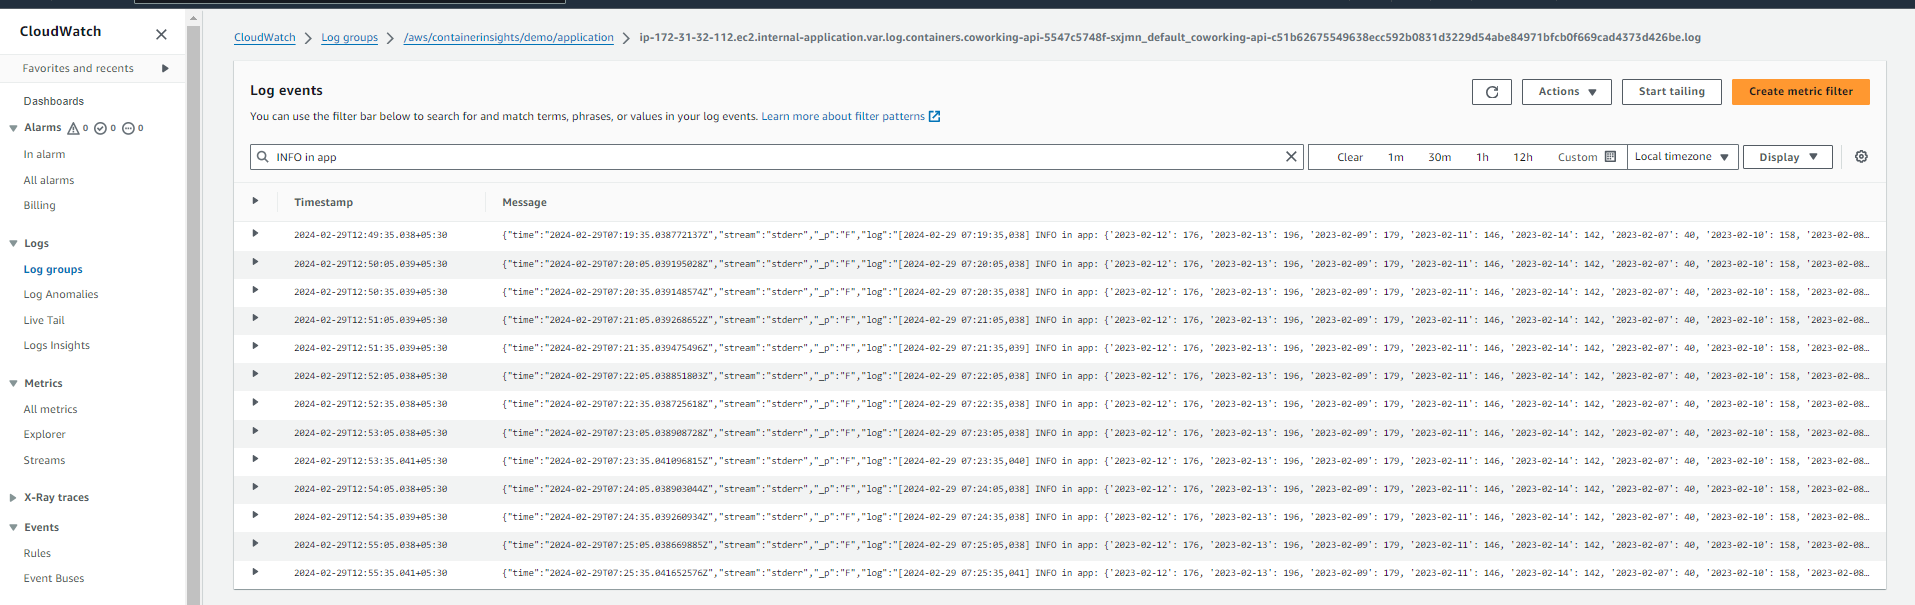 CloudWatch
Favorites and recents
Dashboards
Alarms 0 0 0
In alarm
All alarms
Billing
Logs
Log groups
Log Anomalies
Live Tail
Logs Insights
Metrics
All metrics
Explorer
Streams
X-Ray traces
Events
Rules
Event Buses
CloudWatch Log groups /aws/containerinsights/demo/application ip-172-31-32-112.ec2.internal-application.var.log.containers.coworking-api-5547c5748f-sxjmn_default_coworking-api-c51b62675549638ecc592b0831d3229d54abe84971bfcb0f669cad4373d426be.log
Log events
Actions Start tailing Create metric filter
You can use the filter bar below to search for and match terms, phrases, or values in your log events. Learn more about filter patterns
INFO in app Clear 1m 30m 1h 12h Custom Local timezone Display
Timestamp Message
2024-02-29T12:49:35.038+05:30 {"time":"2024-02-29T07:19:35.038772137Z","stream":"stderr","_p":"F","log":"[2024-02-29 07:19:35,038] INFO in app: {'2023-02-12': 176, '2023-02-13': 196, '2023-02-09': 179, '2023-02-11': 146, '2023-02-14': 142, '2023-02-07': 40, '2023-02-10': 158, '2023-02-08…
2024-02-29T12:50:05.039+05:30 {"time":"2024-02-29T07:20:05.039195028Z","stream":"stderr","_p":"F","log":"[2024-02-29 07:20:05,038] INFO in app: {'2023-02-12': 176, '2023-02-13': 196, '2023-02-09': 179, '2023-02-11': 146, '2023-02-14': 142, '2023-02-07': 40, '2023-02-10': 158, '2023-02-08…
2024-02-29T12:50:35.039+05:30 {"time":"2024-02-29T07:20:35.039148574Z","stream":"stderr","_p":"F","log":"[2024-02-29 07:20:35,038] INFO in app: {'2023-02-12': 176, '2023-02-13': 196, '2023-02-09': 179, '2023-02-11': 146, '2023-02-14': 142, '2023-02-07': 40, '2023-02-10': 158, '2023-02-08…
2024-02-29T12:51:05.039+05:30 {"time":"2024-02-29T07:21:05.039268652Z","stream":"stderr","_p":"F","log":"[2024-02-29 07:21:05,038] INFO in app: {'2023-02-12': 176, '2023-02-13': 196, '2023-02-09': 179, '2023-02-11': 146, '2023-02-14': 142, '2023-02-07': 40, '2023-02-10': 158, '2023-02-08…
2024-02-29T12:51:35.039+05:30 {"time":"2024-02-29T07:21:35.039475496Z","stream":"stderr","_p":"F","log":"[2024-02-29 07:21:35,039] INFO in app: {'2023-02-12': 176, '2023-02-13': 196, '2023-02-09': 179, '2023-02-11': 146, '2023-02-14': 142, '2023-02-07': 40, '2023-02-10': 158, '2023-02-08…
2024-02-29T12:52:05.038+05:30 {"time":"2024-02-29T07:22:05.038851803Z","stream":"stderr","_p":"F","log":"[2024-02-29 07:22:05,038] INFO in app: {'2023-02-12': 176, '2023-02-13': 196, '2023-02-09': 179, '2023-02-11': 146, '2023-02-14': 142, '2023-02-07': 40, '2023-02-10': 158, '2023-02-08…
2024-02-29T12:52:35.038+05:30 {"time":"2024-02-29T07:22:35.038725618Z","stream":"stderr","_p":"F","log":"[2024-02-29 07:22:35,038] INFO in app: {'2023-02-12': 176, '2023-02-13': 196, '2023-02-09': 179, '2023-02-11': 146, '2023-02-14': 142, '2023-02-07': 40, '2023-02-10': 158, '2023-02-08…
2024-02-29T12:53:05.038+05:30 {"time":"2024-02-29T07:23:05.038908728Z","stream":"stderr","_p":"F","log":"[2024-02-29 07:23:05,038] INFO in app: {'2023-02-12': 176, '2023-02-13': 196, '2023-02-09': 179, '2023-02-11': 146, '2023-02-14': 142, '2023-02-07': 40, '2023-02-10': 158, '2023-02-08…
2024-02-29T12:53:35.041+05:30 {"time":"2024-02-29T07:23:35.041096815Z","stream":"stderr","_p":"F","log":"[2024-02-29 07:23:35,040] INFO in app: {'2023-02-12': 176, '2023-02-13': 196, '2023-02-09': 179, '2023-02-11': 146, '2023-02-14': 142, '2023-02-07': 40, '2023-02-10': 158, '2023-02-08…
2024-02-29T12:54:05.038+05:30 {"time":"2024-02-29T07:24:05.038903044Z","stream":"stderr","_p":"F","log":"[2024-02-29 07:24:05,038] INFO in app: {'2023-02-12': 176, '2023-02-13': 196, '2023-02-09': 179, '2023-02-11': 146, '2023-02-14': 142, '2023-02-07': 40, '2023-02-10': 158, '2023-02-08…
2024-02-29T12:54:35.039+05:30 {"time":"2024-02-29T07:24:35.039260934Z","stream":"stderr","_p":"F","log":"[2024-02-29 07:24:35,038] INFO in app: {'2023-02-12': 176, '2023-02-13': 196, '2023-02-09': 179, '2023-02-11': 146, '2023-02-14': 142, '2023-02-07': 40, '2023-02-10': 158, '2023-02-08…
2024-02-29T12:55:05.038+05:30 {"time":"2024-02-29T07:25:05.038669885Z","stream":"stderr","_p":"F","log":"[2024-02-29 07:25:05,038] INFO in app: {'2023-02-12': 176, '2023-02-13': 196, '2023-02-09': 179, '2023-02-11': 146, '2023-02-14': 142, '2023-02-07': 40, '2023-02-10': 158, '2023-02-08…
2024-02-29T12:55:35.041+05:30 {"time":"2024-02-29T07:25:35.041652576Z","stream":"stderr","_p":"F","log":"[2024-02-29 07:25:35,041] INFO in app: {'2023-02-12': 176, '2023-02-13': 196, '2023-02-09': 179, '2023-02-11': 146, '2023-02-14': 142, '2023-02-07': 40, '2023-02-10': 158, '2023-02-08…